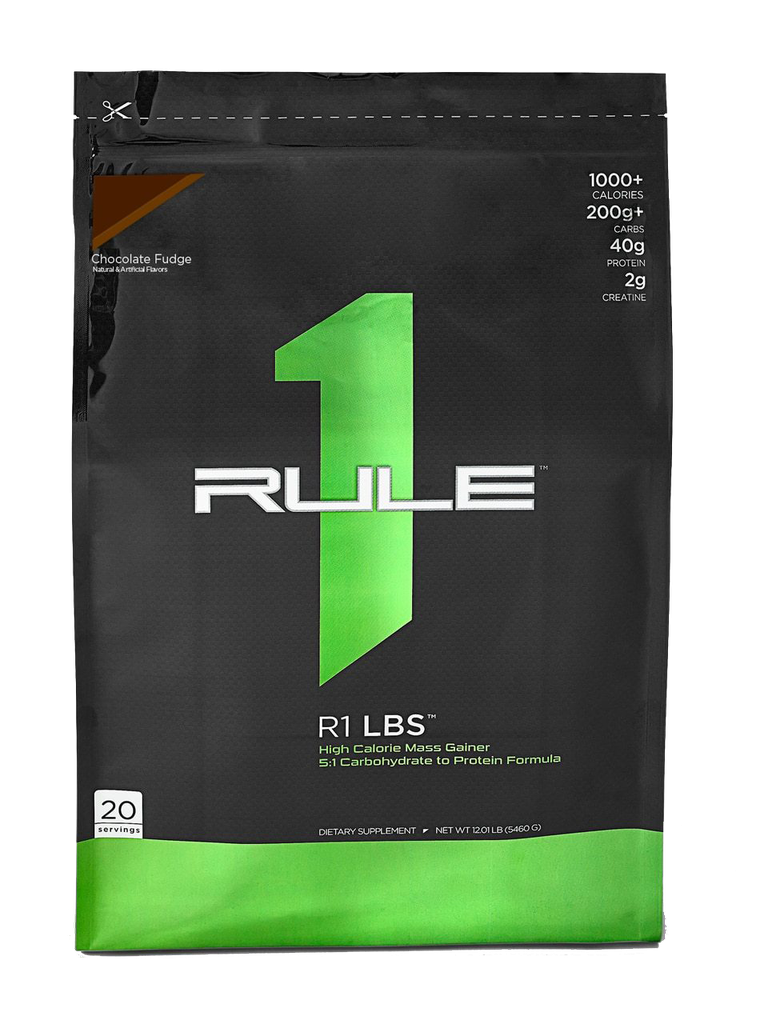 Chocolate Fudge
Natural & Artificial Flavors
1000+
CALORIES
200g+
CARBS
40g
PROTEIN
2g
CREATINE
1
RULE™
R1 LBS™
High Calorie Mass Gainer
5:1 Carbohydrate to Protein Formula
20
servings
DIETARY SUPPLEMENT NET WT 12.01 LB (5460 G)